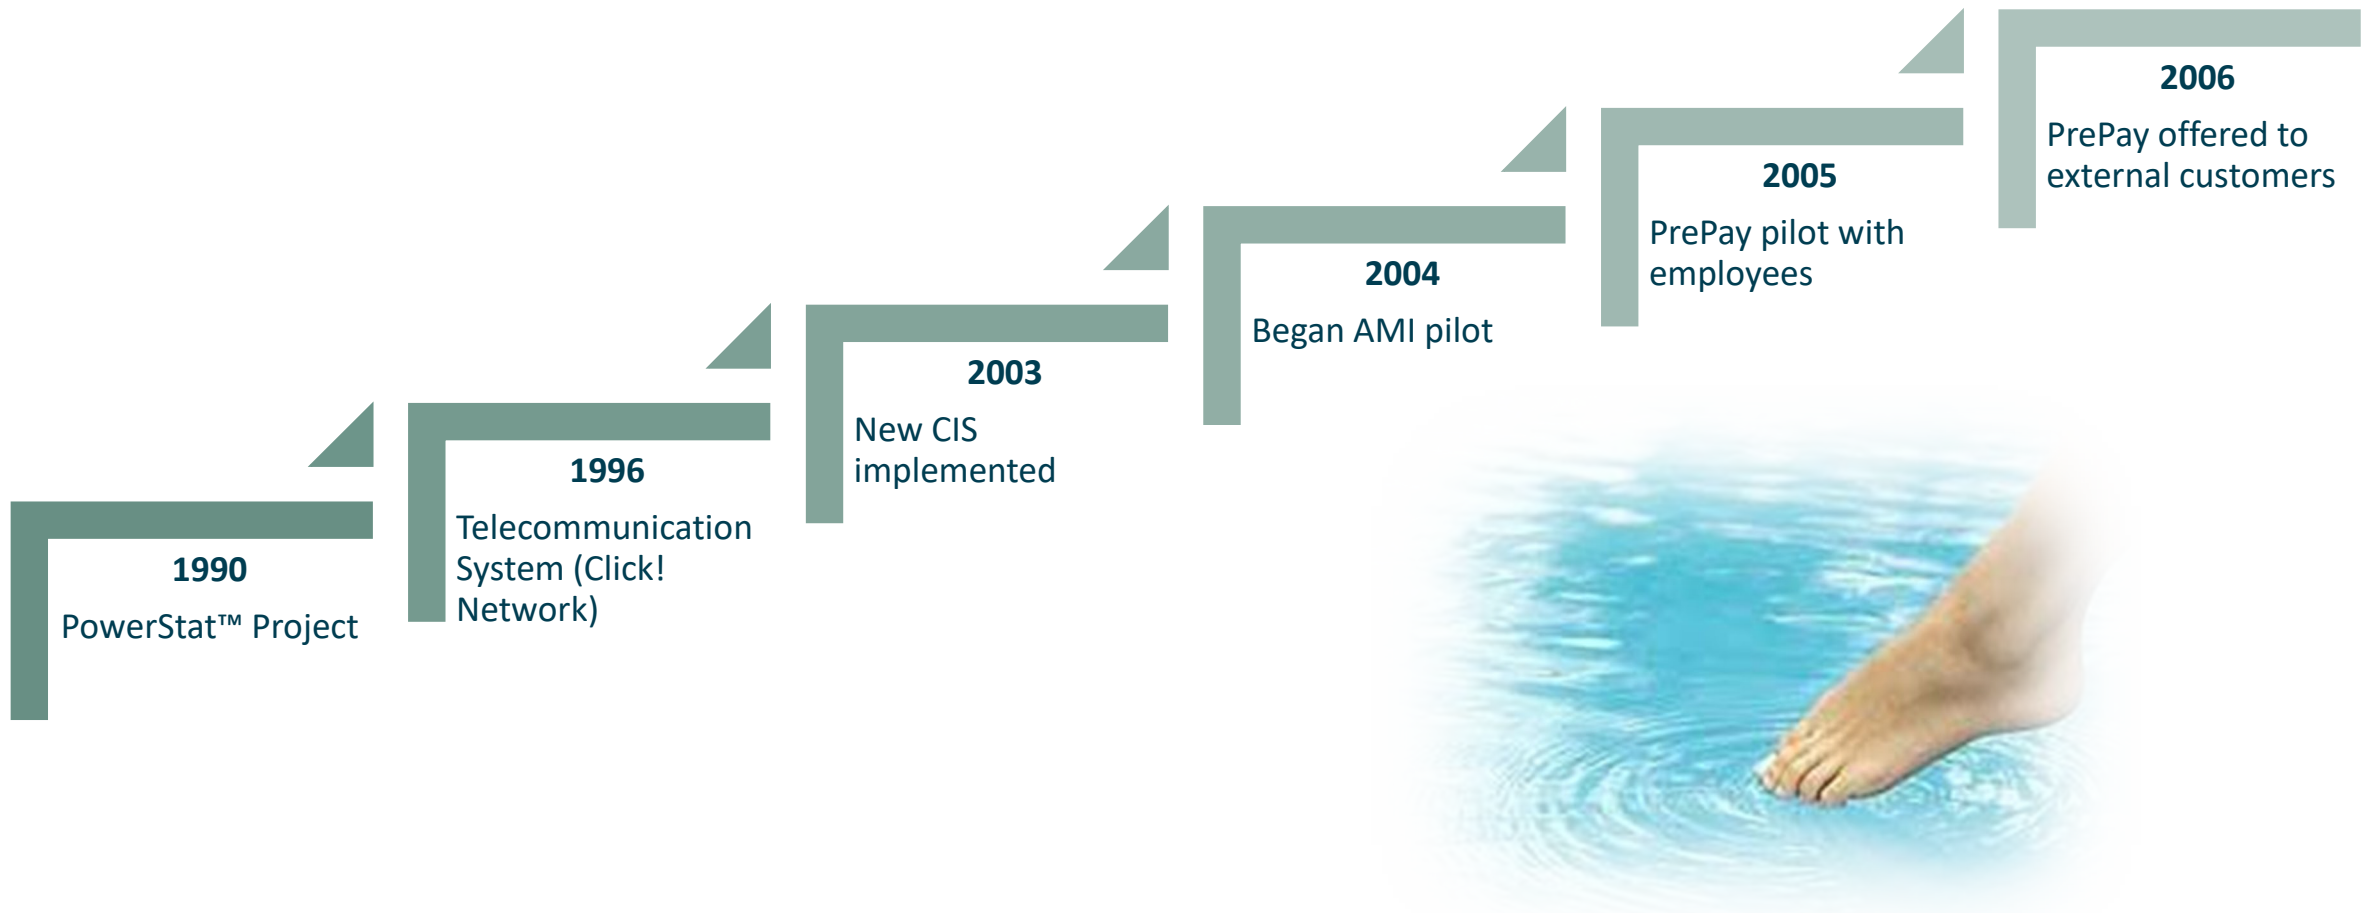 1990
PowerStat™ Project
1996
Telecommunication
System (Click!
Network)
2003
New CIS
implemented
2004
Began AMI pilot
2005
PrePay pilot with
employees
2006
PrePay offered to
external customers